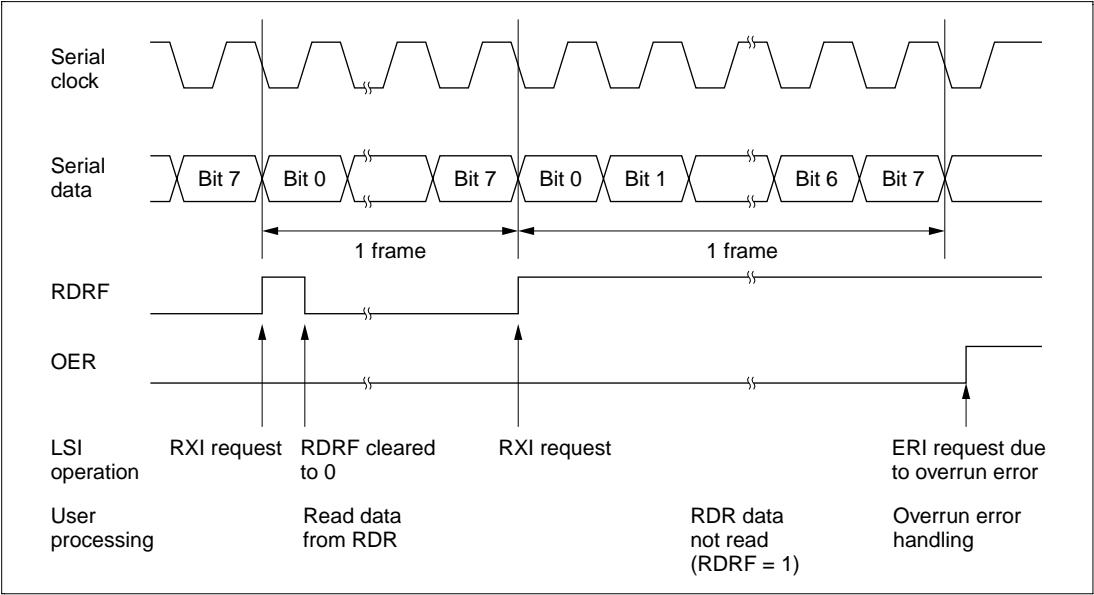 Serial
clock
Serial
data
Bit 7 Bit 0 Bit 7 Bit 0 Bit 1 Bit 6 Bit 7
1 frame 1 frame
RDRF
OER
LSI
operation
RXI request
RDRF cleared
to 0
RXI request
ERI request due
to overrun error
User
processing
Read data
from RDR
RDR data
not read
(RDRF = 1)
Overrun error
handling